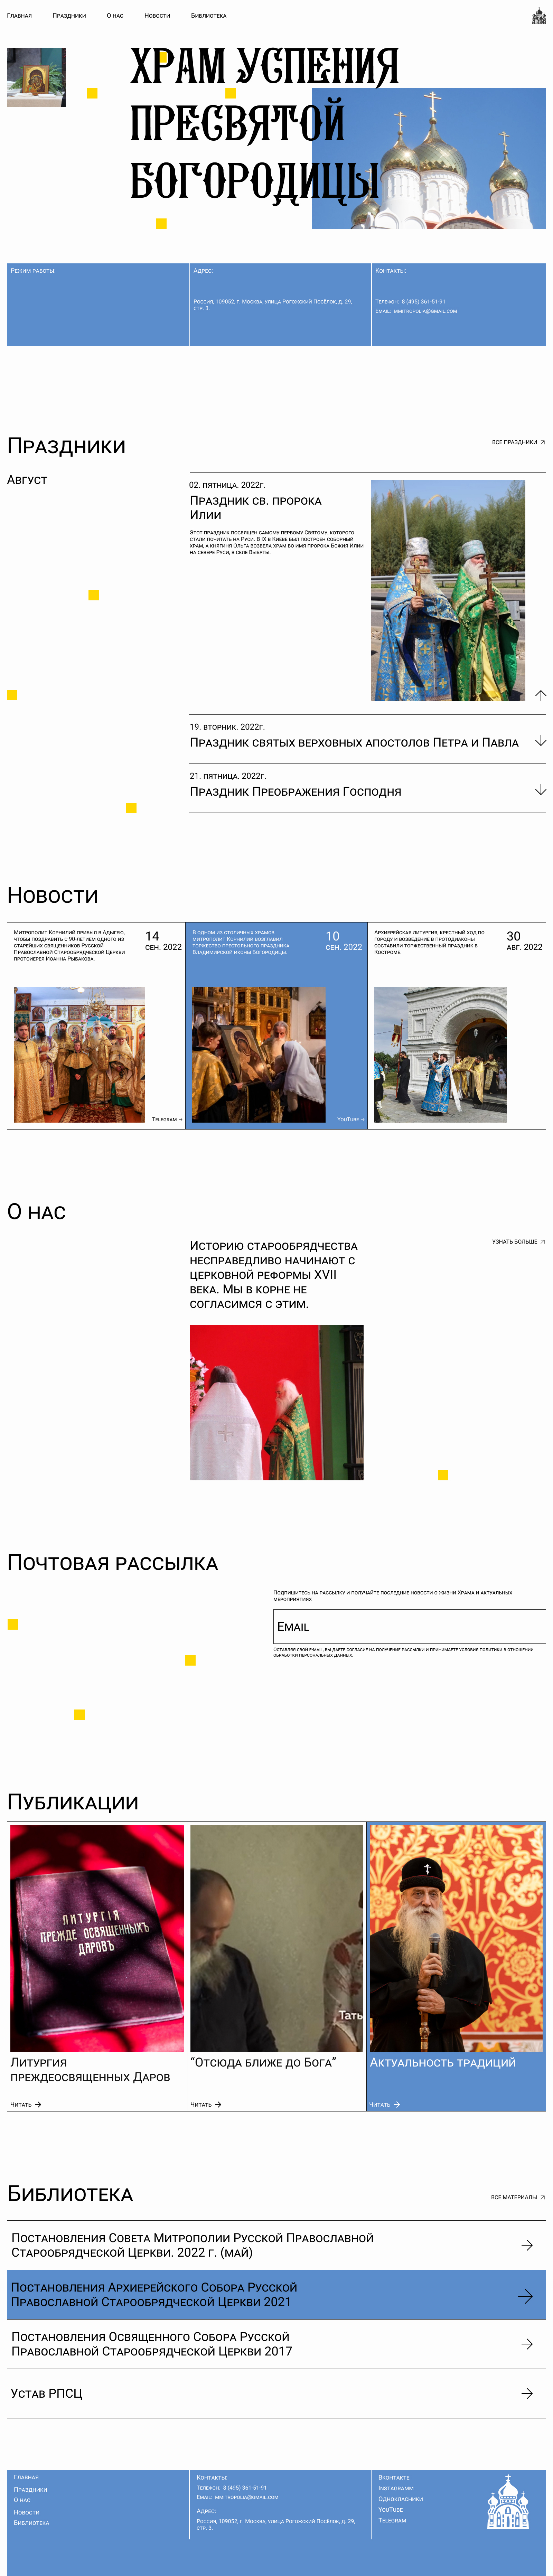 Главная Праздники О нас Новости Библиотека
ХРАМ УСПЕНИЯ
ПРЕСВЯТОЙ
БОГОРОДИЦЫ
Режим работы:
Адрес:
Россия, 109052, г. Москва, улица Рогожский Посёлок, д. 29,
стр. 3.
Контакты:
Телефон: 8 (495) 361-51-91
Email: mmitropolia@gmail.com
Праздники
все праздники
Август
02. пятница. 2022г.
Праздник св. пророка
Илии
Этот праздник посвящен самому первому Святому, которого
стали почитать на Руси. В IX в Киеве был построен соборный
храм, а княгиня Ольга возвела храм во имя пророка Божия Илии
на севере Руси, в селе Выбуты.
19. вторник. 2022г.
Праздник святых верховных апостолов Петра и Павла
21. пятница. 2022г.
Праздник Преображения Господня
Новости
Митрополит Корнилий прибыл в Адыгею,
чтобы поздравить с 90-летием одного из
старейших священников Русской
Православной Старообрядческой Церкви
протоиерея Иоанна Рыбакова.
14
сен. 2022
Telegram →
В одном из столичных храмов
митрополит Корнилий возглавил
торжество престольного праздника
Владимирской иконы Богородицы.
10
сен. 2022
YouTube →
Архиерейская литургия, крестный ход по
городу и возведение в протодиаконы
составили торжественный праздник в
Костроме.
30
авг. 2022
О нас
Историю старообрядчества
несправедливо начинают с
церковной реформы XVII
века. Мы в корне не
согласимся с этим.
узнать больше
Почтовая рассылка
Подпишитесь на рассылку и получайте последние новости о жизни Храма и актуальных
мероприятиях
Email
Оставляя свой e-mail, вы даете согласие на получение рассылки и принимаете условия политики в отношении
обработки персональных данных.
Публикации
ЛИТУРГІЯ
ПРЕЖДЕ ОСВЯЩЕННЫХЪ
ДАРОВЪ
Тать
Литургия
преждеосвященных Даров
Читать →
“Отсюда ближе до Бога”
Читать →
Актуальность традиций
Читать →
Библиотека
все материалы
Постановления Совета Митрополии Русской Православной
Старообрядческой Церкви. 2022 г. (май)
Постановления Архиерейского Собора Русской
Православной Старообрядческой Церкви 2021
Постановления Освященного Собора Русской
Православной Старообрядческой Церкви 2017
Устав РПСЦ
Главная
Праздники
О нас
Новости
Библиотека
Контакты:
Телефон: 8 (495) 361-51-91
Email: mmitropolia@gmail.com
Адрес:
Россия, 109052, г. Москва, улица Рогожский Посёлок, д. 29,
стр. 3.
Вконтакте
Instagramm
Однокласники
YouTube
Telegram